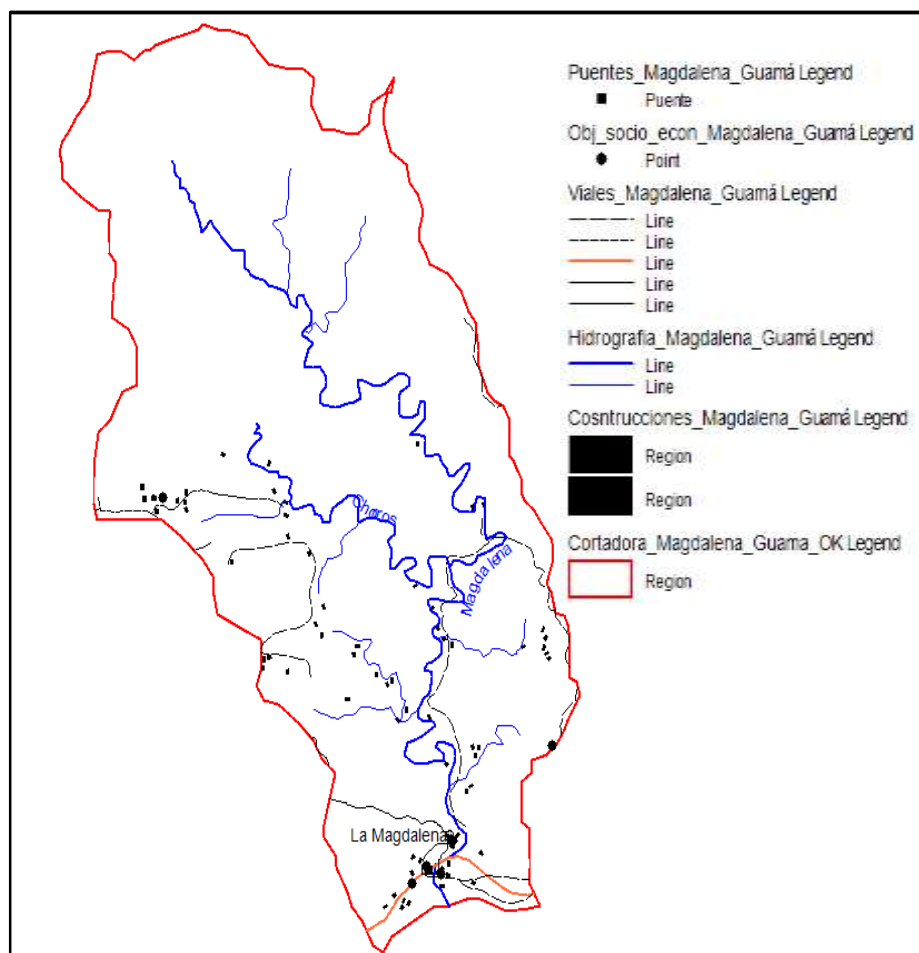 Puentes_Magdalena_Guamá Legend
Puente
Obj_socio_econ_Magdalena_Guamá Legend
Point
Viales_Magdalena_Guamá Legend
Line
Line
Line
Line
Line
Hidrografia_Magdalena_Guamá Legend
Line
Line
Cosntrucciones_Magdalena_Guamá Legend
Region
Region
Cortadora_Magdalena_Guama_OK Legend
Region
Magdalena
La Magdalena